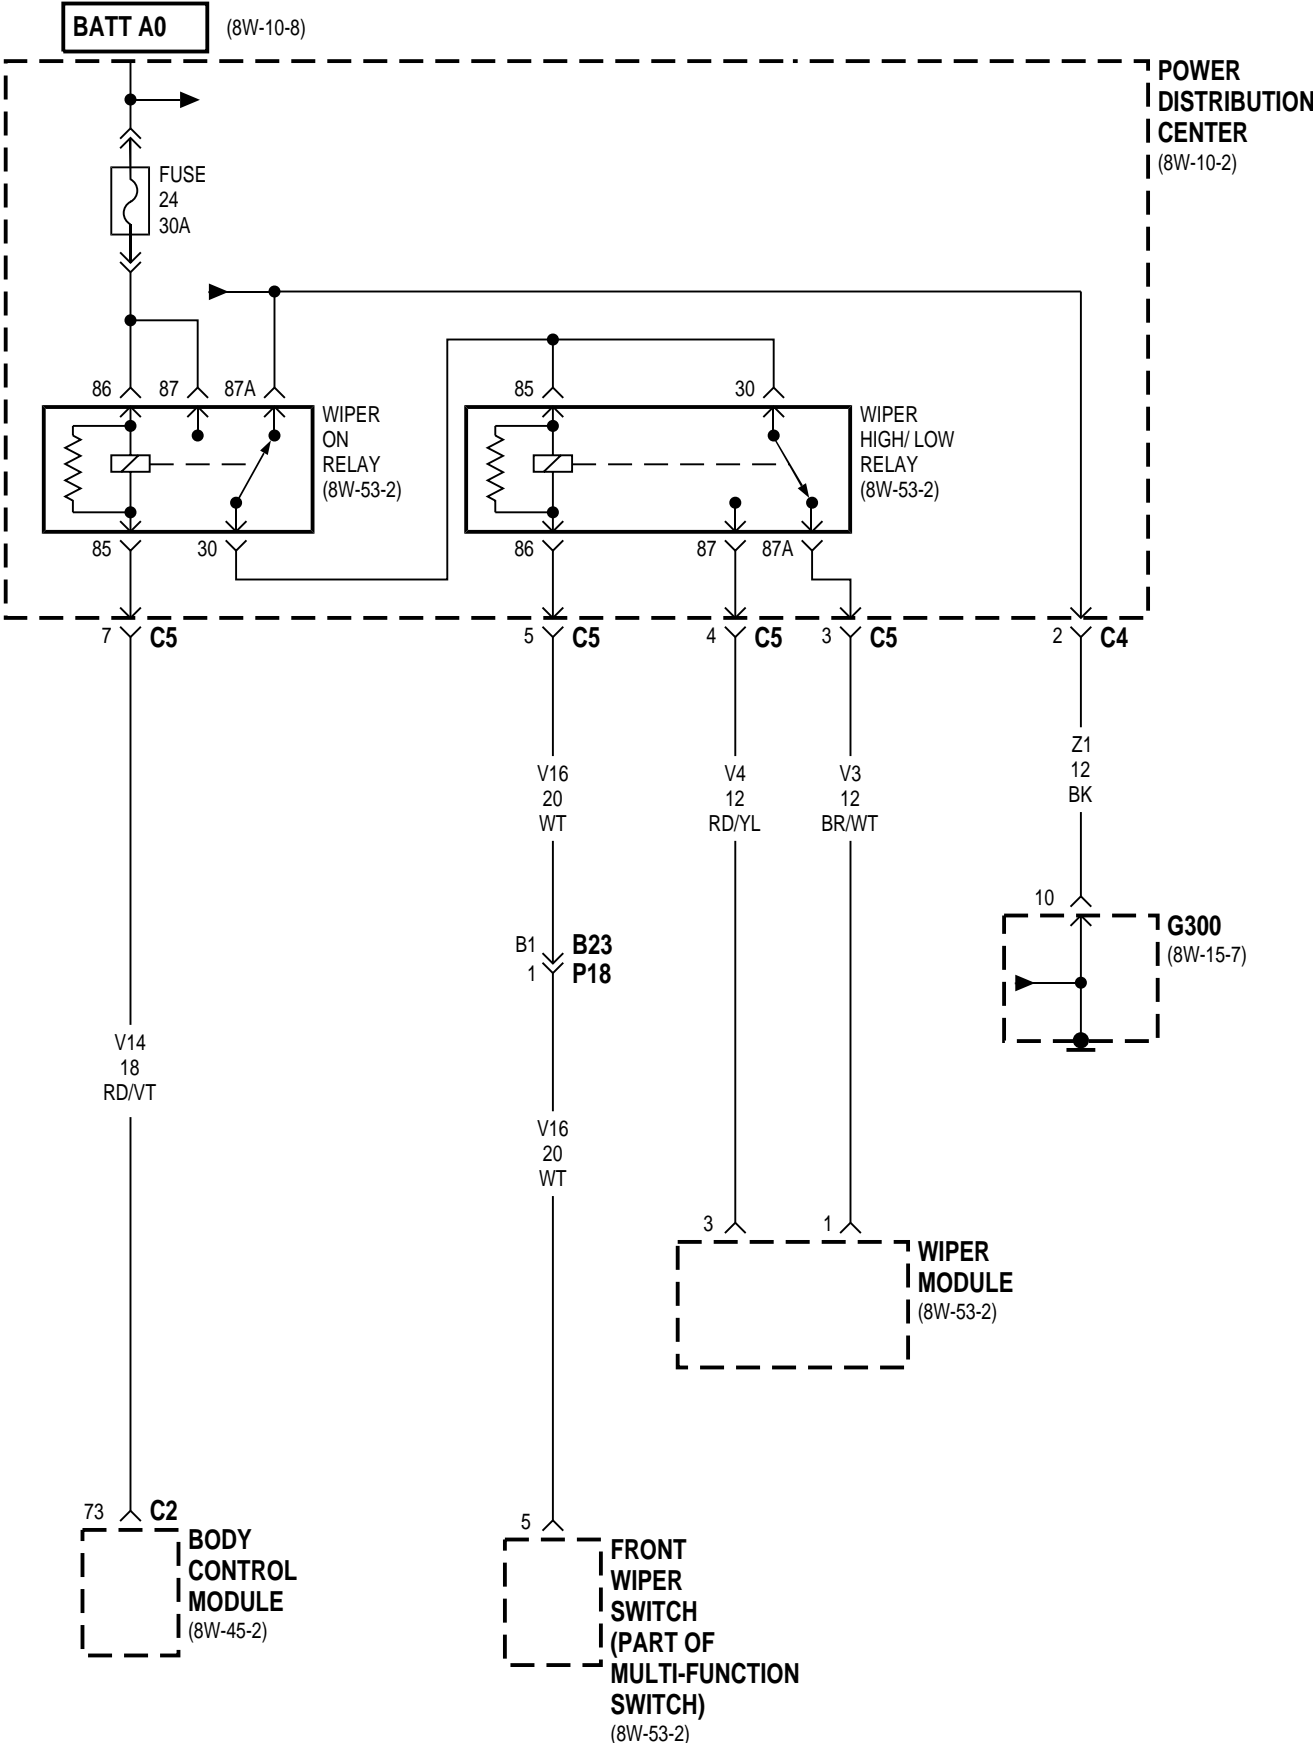 BATT A0
(8W-10-8)
POWER
DISTRIBUTION
CENTER
(8W-10-2)
FUSE
24
30A
86
87
87A
WIPER
ON
RELAY
(8W-53-2)
85
30
WIPER
HIGH/ LOW
RELAY
(8W-53-2)
85
30
86
87
87A
7
C5
5
C5
4
C5
3
C5
2
C4
V16
20
WT
V4
12
RD/YL
V3
12
BR/WT
Z1
12
BK
10
G300
(8W-15-7)
B1
B23
1
P18
V14
18
RD/VT
V16
20
WT
3
1
WIPER
MODULE
(8W-53-2)
73
C2
BODY
CONTROL
MODULE
(8W-45-2)
5
FRONT
WIPER
SWITCH
(PART OF
MULTI-FUNCTION
SWITCH)
(8W-53-2)